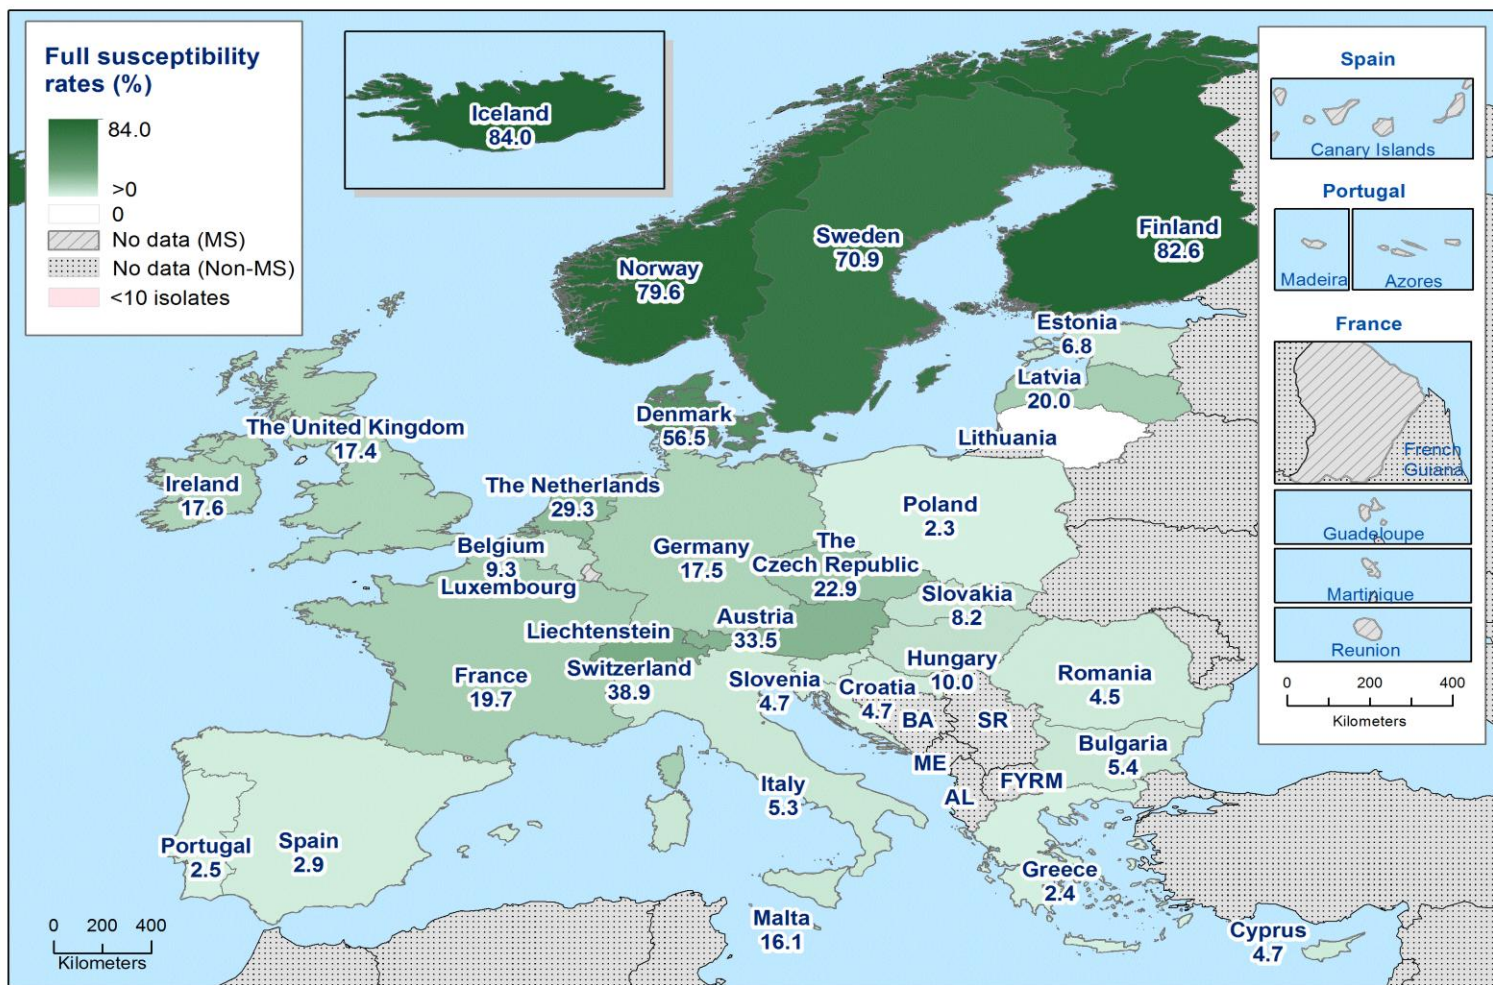 Full susceptibility
rates (%)
84.0
>0
0
No data (MS)
No data (Non-MS)
<10 isolates
Iceland
84.0
Spain
Canary Islands
Portugal
Madeira
Azores
France
French
Guiana
Guadeloupe
Martinique
Reunion
0 200 400
Kilometers
Finland
82.6
Sweden
70.9
Norway
79.6
Estonia
6.8
Latvia
20.0
Lithuania
Denmark
56.5
The United Kingdom
17.4
Ireland
17.6
The Netherlands
29.3
Poland
2.3
Belgium
9.3
Luxembourg
Germany
17.5
The
Czech Republic
22.9
Slovakia
8.2
Austria
33.5
Liechtenstein
Switzerland
38.9
France
19.7
Slovenia
4.7
Croatia
4.7
Hungary
10.0
Romania
4.5
BA
SR
Bulgaria
5.4
ME
FYRM
AL
Italy
5.3
Portugal
2.5
Spain
2.9
Greece
2.4
Malta
16.1
Cyprus
4.7
0 200 400
Kilometers